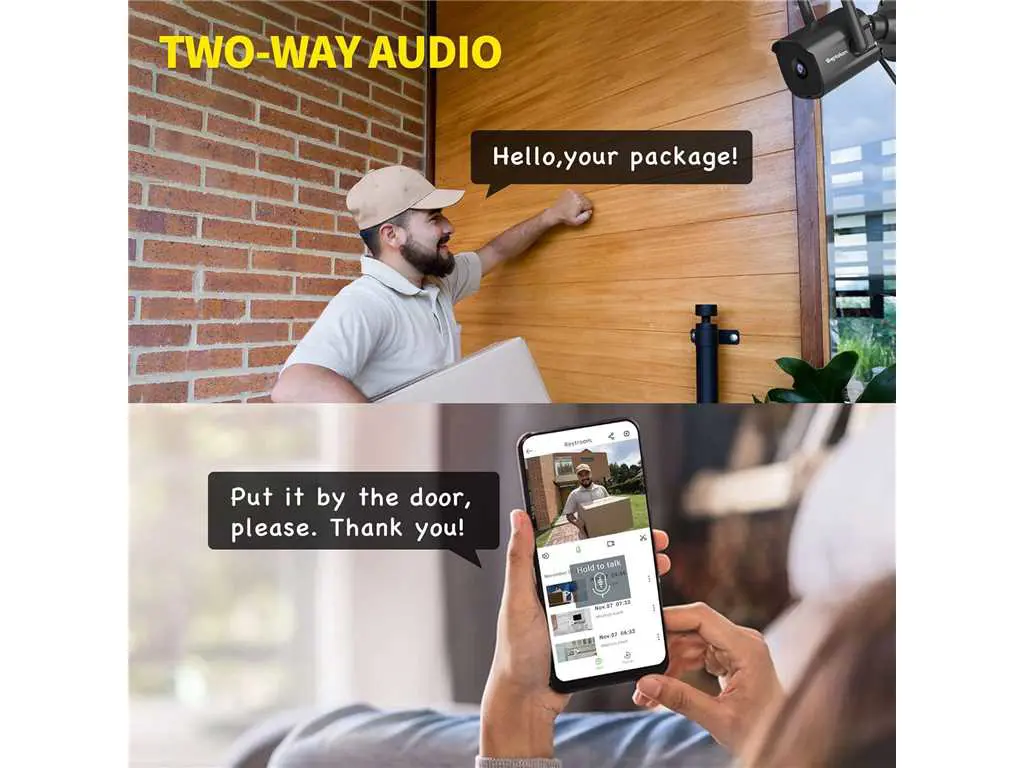 TWO-WAY AUDIO
Hello,your package!
Put it by the door,
please. Thank you!
Hold to talk
Nov.07 07:32
Nov.07 06:32